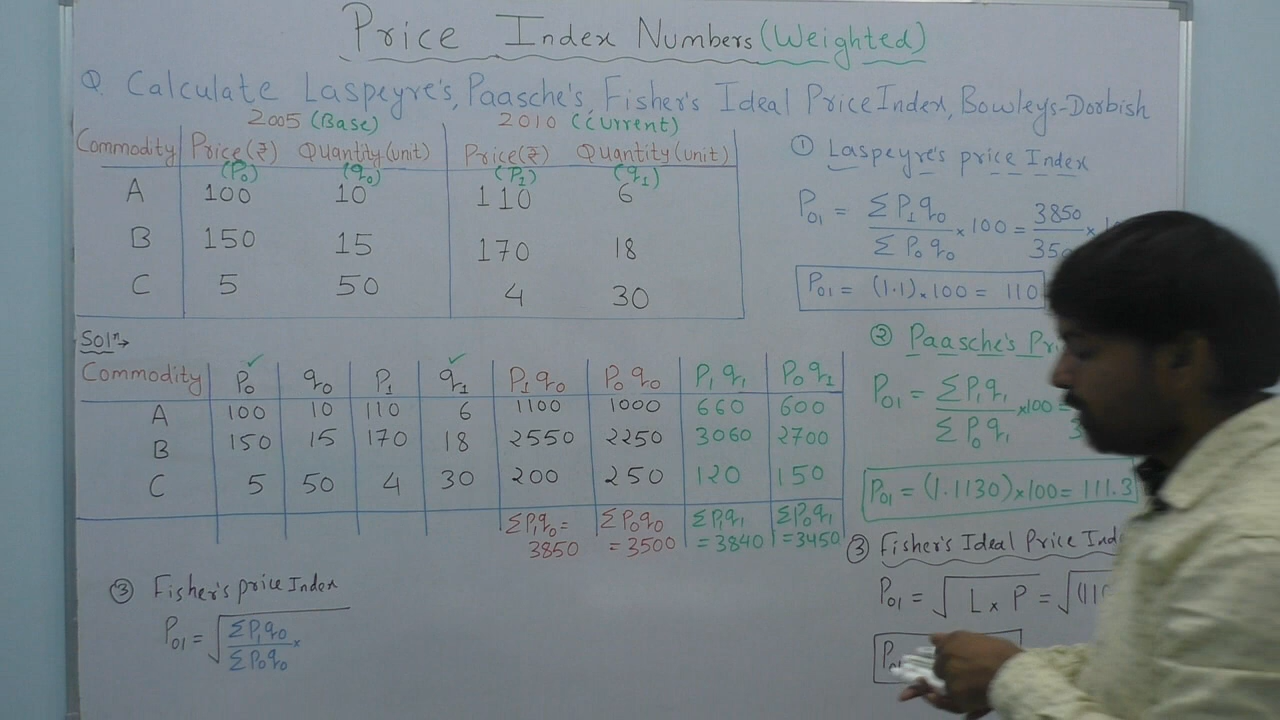 Price Index Numbers (Weighted)
Q. Calculate Laspeyre's, Paasche's, Fisher's Ideal Price Index, Bowleys-Dorbish
2005 (Base) 2010 (Current)
Commodity Price(₹) Quantity(unit) Price(₹) Quantity(unit)
(P₀) (q₀) (P₁) (q₁)
A 100 10 110 6
B 150 15 170 18
C 5 50 4 30
Solⁿ→
Commodity P₀ q₀ P₁ q₁ P₁q₀ P₀q₀ P₁q₁ P₀q₁
A 100 10 110 6 1100 1000 660 600
B 150 15 170 18 2550 2250 3060 2700
C 5 50 4 30 200 250 120 150
ΣP₁q₀= ΣP₀q₀ ΣP₁q₁ ΣP₀q₁
3850 =3500 =3840 =3450
③ Fisher's price Index
P₀₁ = √ΣP₁q₀/ΣP₀q₀ ×
① Laspeyre's price Index
P₀₁ = ΣP₁q₀/ΣP₀q₀ × 100 = 3850/350 ×
P₀₁ = (1.1) × 100 = 110
② Paasche's Pri
P₀₁ = ΣP₁q₁/ΣP₀q₁ ×100 =
P₀₁ = (1.1130) × 100 = 111.3
③ Fisher's Ideal Price Ind
P₀₁ = √L × P = √(110
P₀